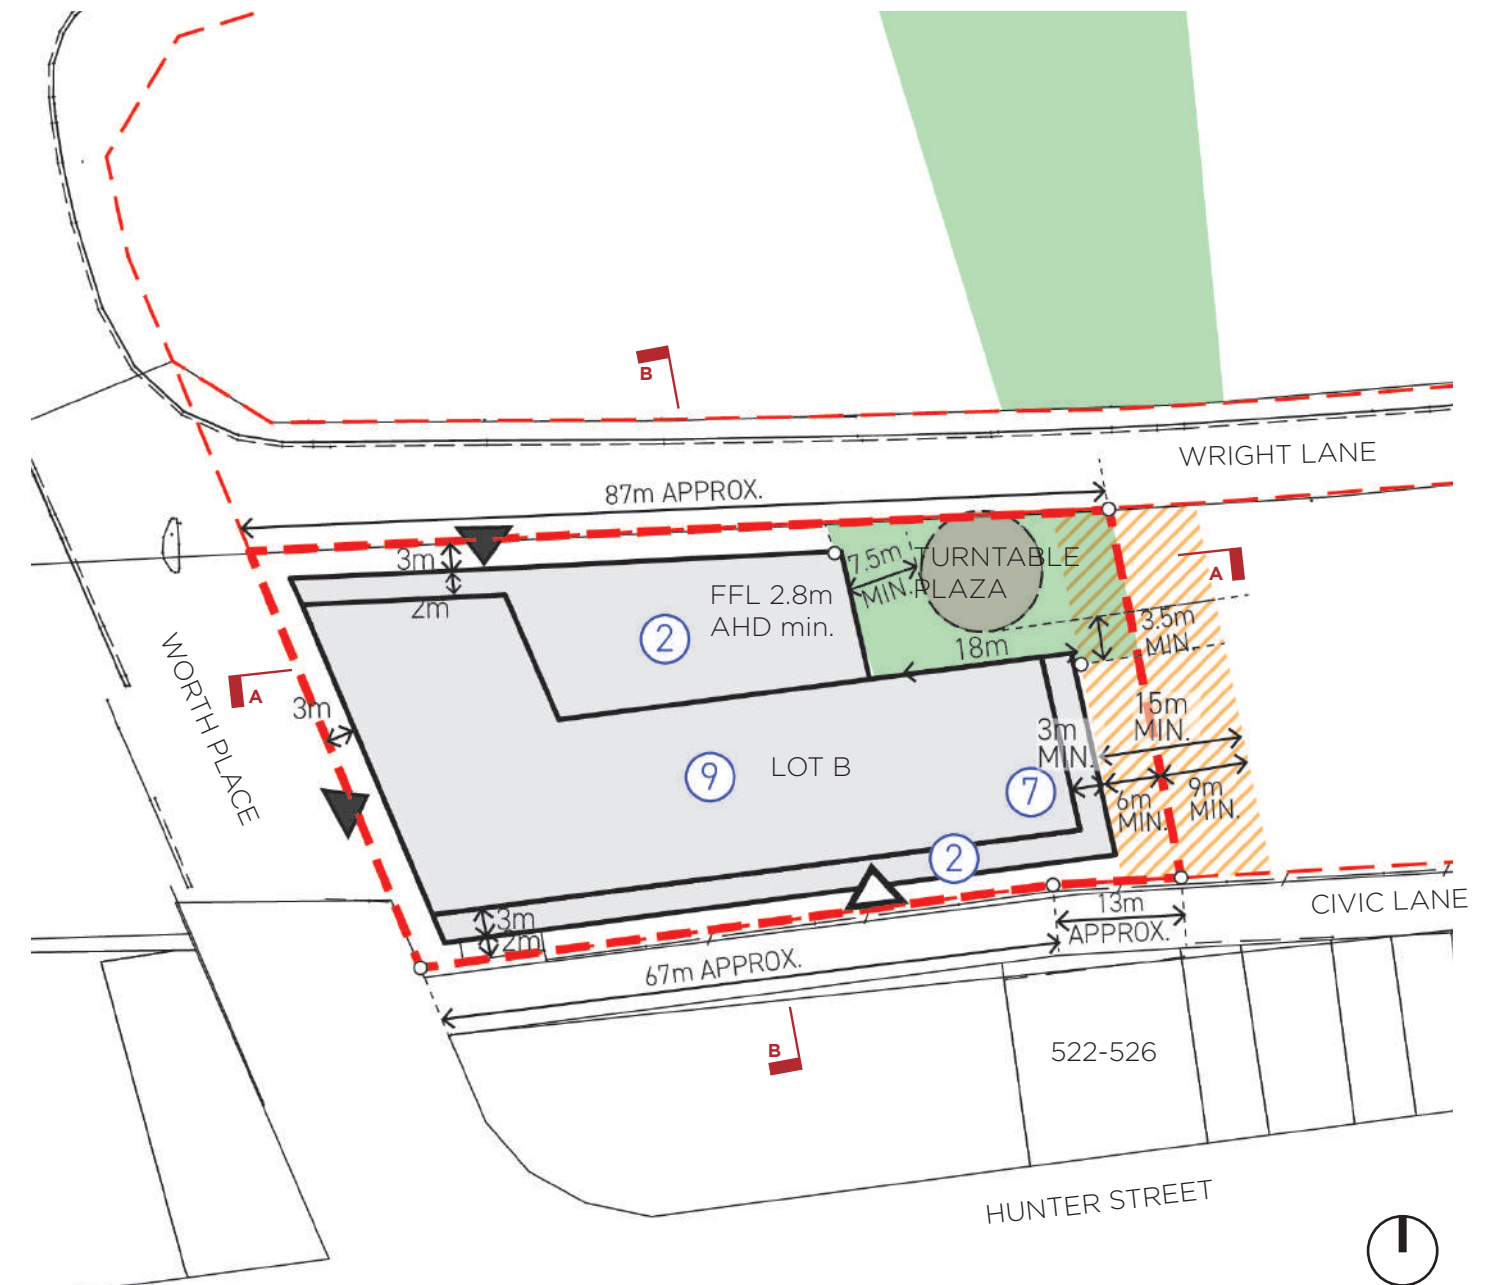 B
WRIGHT LANE
87m APPROX.
3m
2m
7.5m
MIN.
TURNTABLE
PLAZA
A
FFL 2.8m
AHD min.
2
3.5m
MIN.
18m
WORTH PLACE
A
3m
15m
MIN.
3m
MIN.
LOT B
9
7
6m
MIN.
9m
MIN.
2
3m
2m
13m
APPROX.
CIVIC LANE
67m APPROX.
B
522-526
HUNTER STREET